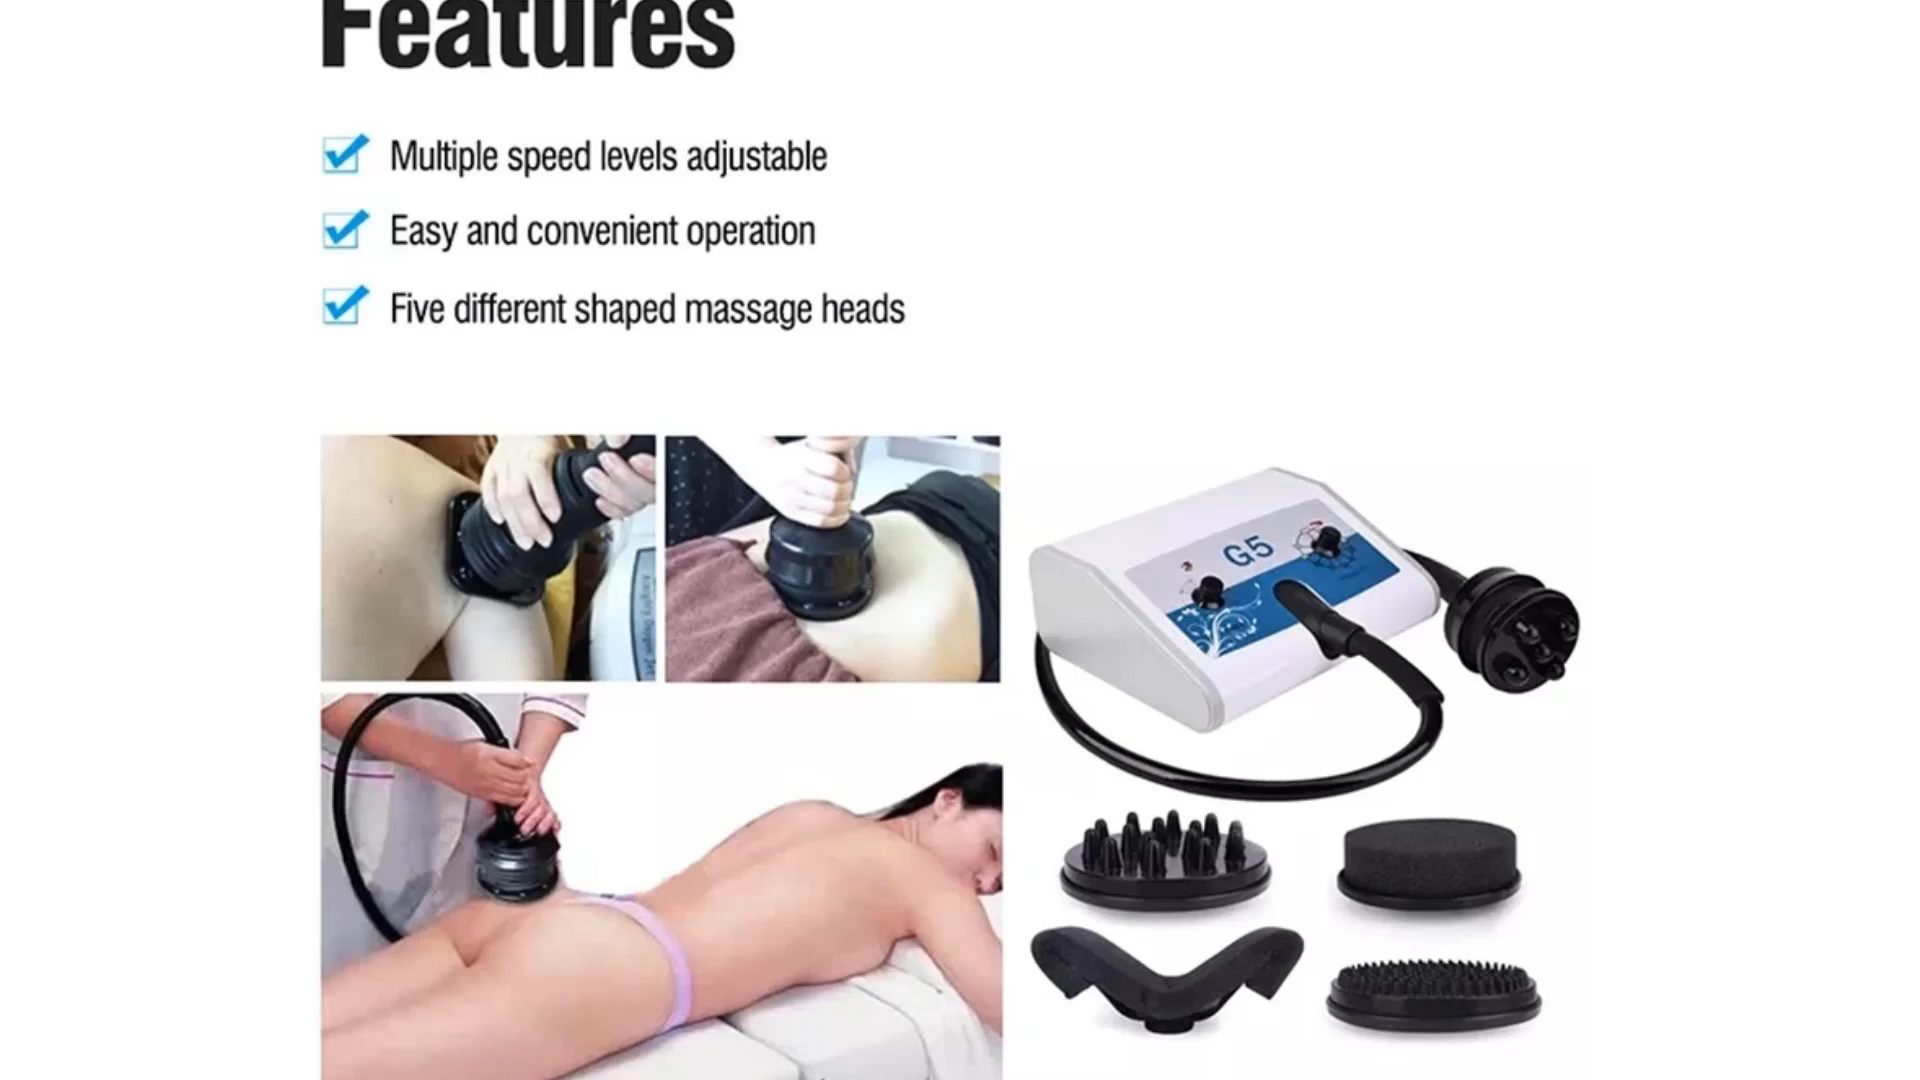 Features
Multiple speed levels adjustable
Easy and convenient operation
Five different shaped massage heads
G5